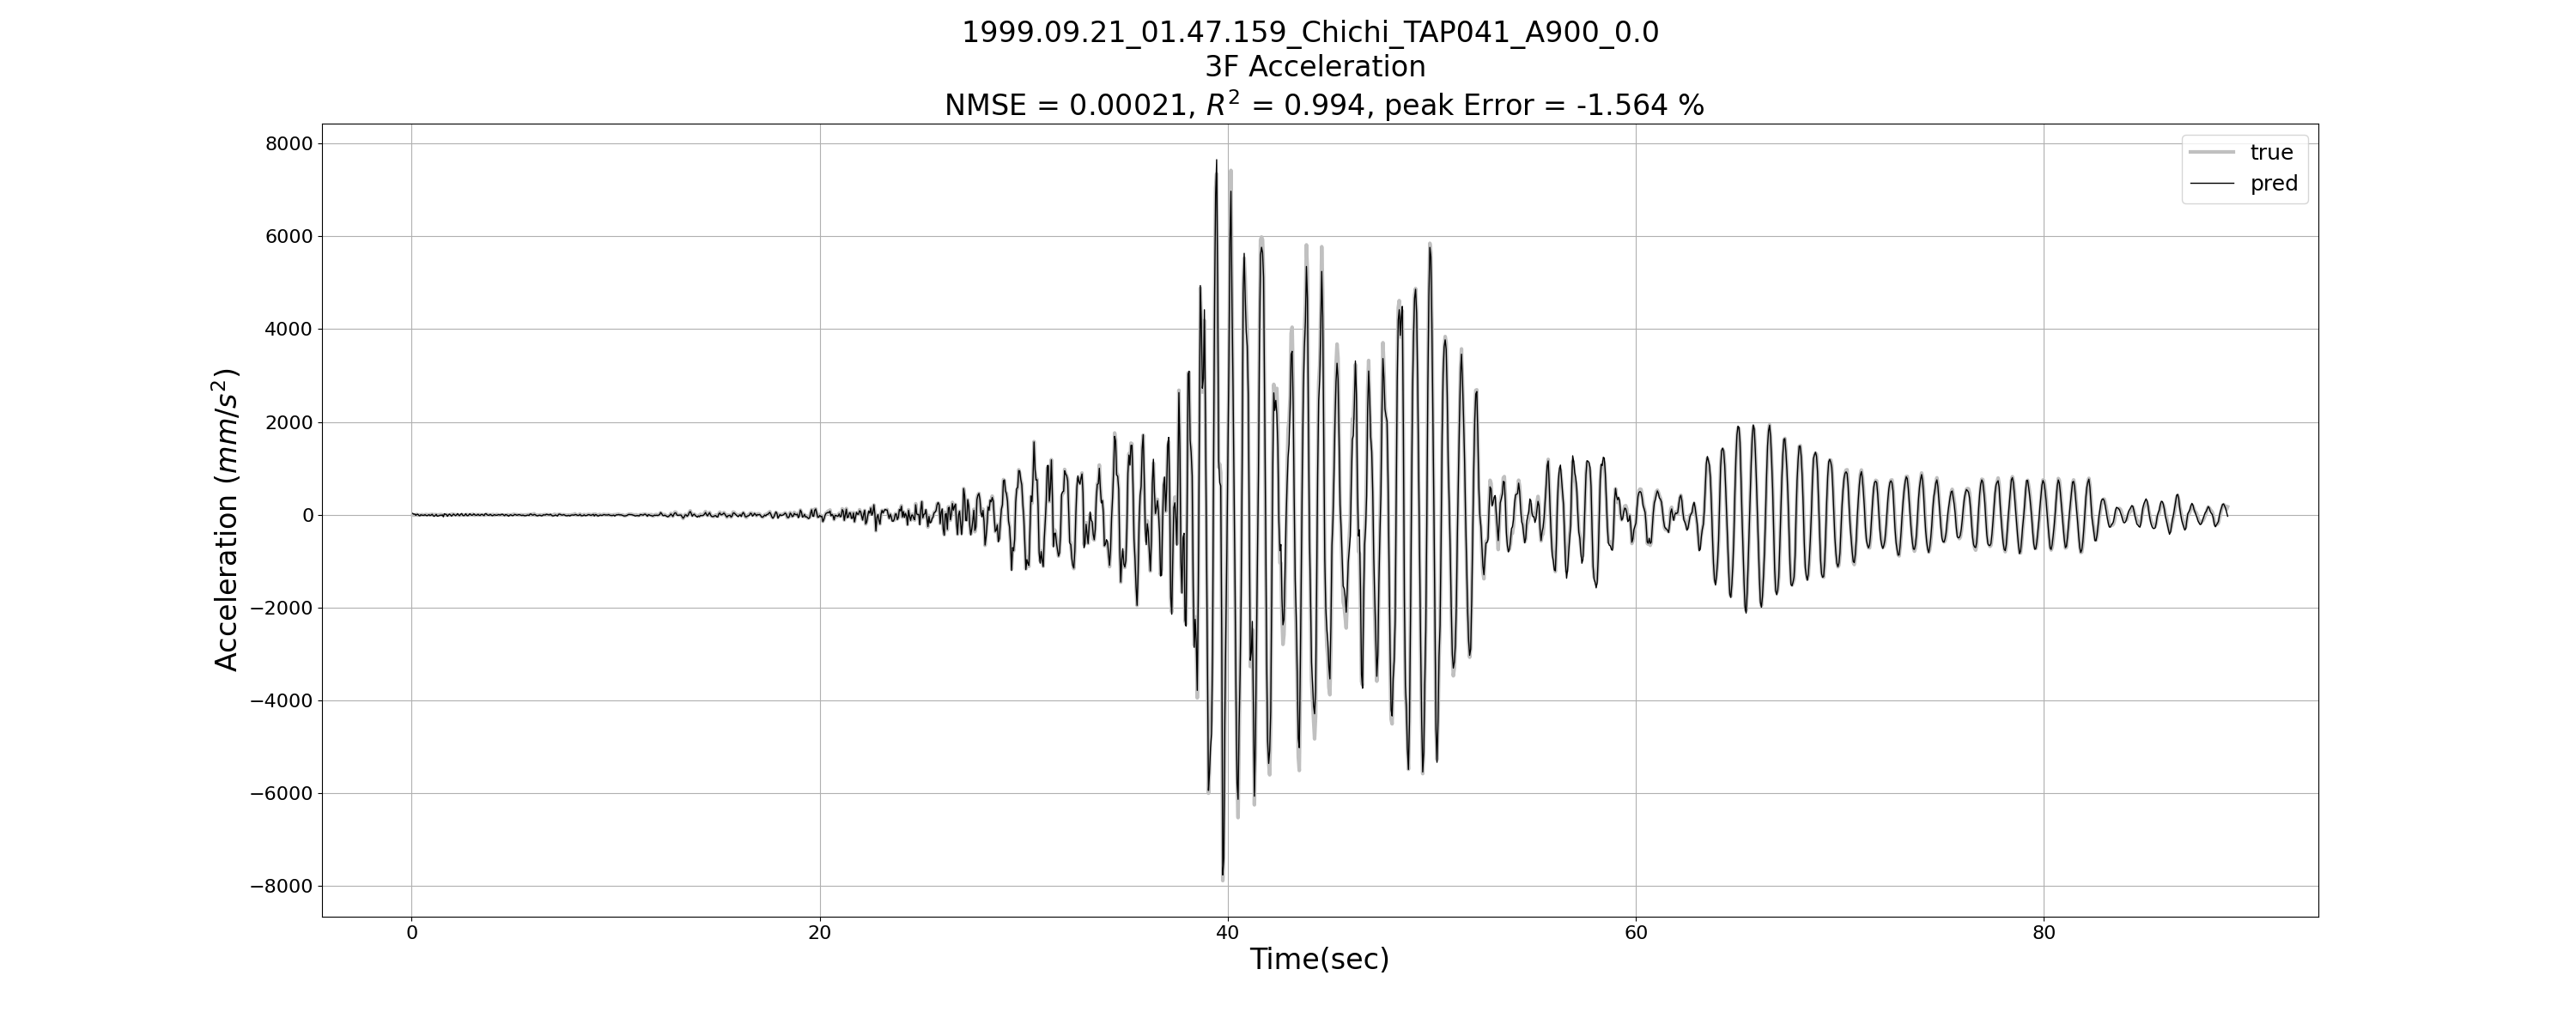 1999.09.21_01.47.159_Chichi_TAP041_A900_0.0
3F Acceleration
NMSE = 0.00021, R² = 0.994, peak Error = -1.564 %
true
pred
8000
6000
4000
2000
0
−2000
−4000
−6000
−8000
Acceleration (mm/s²)
0 20 40 60 80
Time(sec)